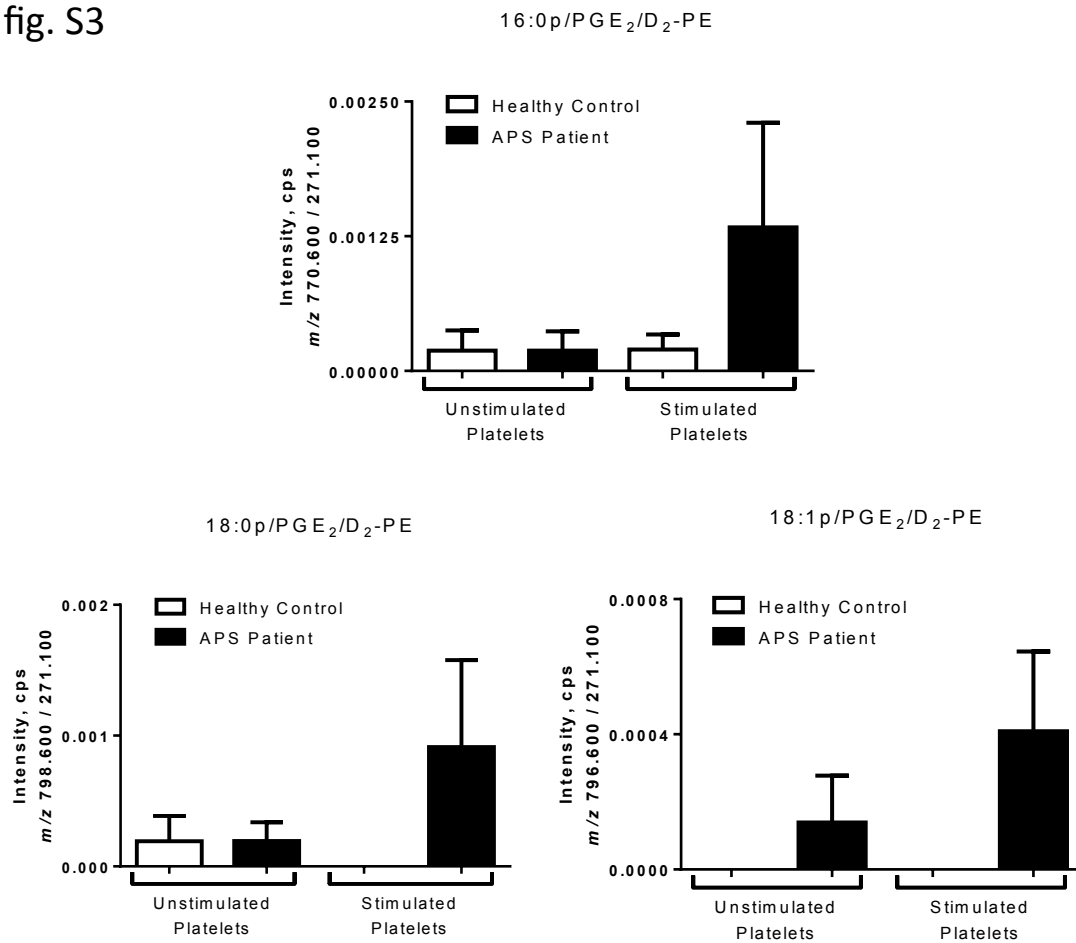 fig. S3
16:0p/PGE2/D2-PE
Healthy Control
APS Patient
0.00250
0.00125
0.00000
Intensity, cps
m/z 770.600 / 271.100
Unstimulated
Platelets
Stimulated
Platelets
18:0p/PGE2/D2-PE
Healthy Control
APS Patient
0.002
0.001
0.000
Intensity, cps
m/z 798.600 / 271.100
Unstimulated
Platelets
Stimulated
Platelets
18:1p/PGE2/D2-PE
Healthy Control
APS Patient
0.0008
0.0004
0.0000
Intensity, cps
m/z 796.600 / 271.100
Unstimulated
Platelets
Stimulated
Platelets